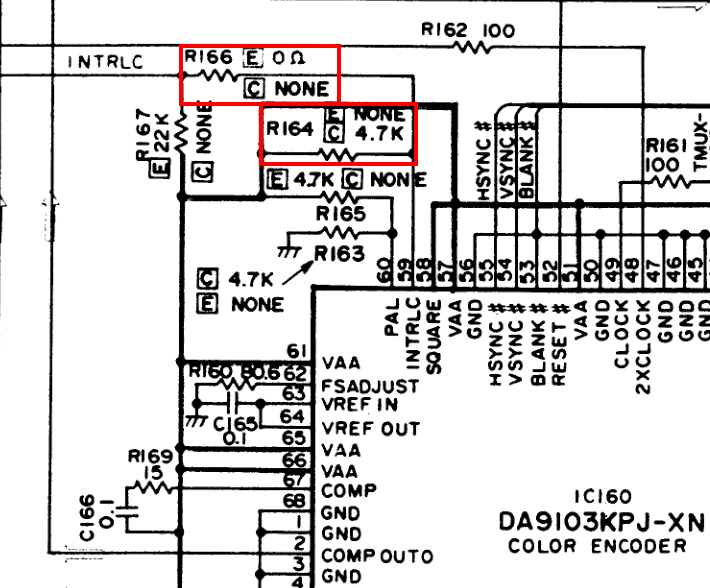 R162 100
INTRLC
R166 E 0Ω
C NONE
E NONE
R164 C 4.7K
R167
E 22K
C NONE
E 4.7K C NONE
R165
R163
C 4.7K
E NONE
HSYNC#
VSYNC#
BLANK#
R161
100
TMUX-
60 59 58 57 56 55 54 53 52 51 50 49 48 47 46 45
PAL
INTRLC
SQUARE
VAA
GND
HSYNC#
VSYNC#
BLANK#
RESET#
VAA
GND
CLOCK
2XCLOCK
GND
GND
GND
61 VAA
R160 80.6 62 FSADJUST
63 VREF IN
64 VREF OUT
C165
0.1
65 VAA
66 VAA
R169
15
67 COMP
68 GND
C166
0.1
1 GND
2 COMP OUTO
3 GND
4
IC160
DA9103KPJ-XN
COLOR ENCODER